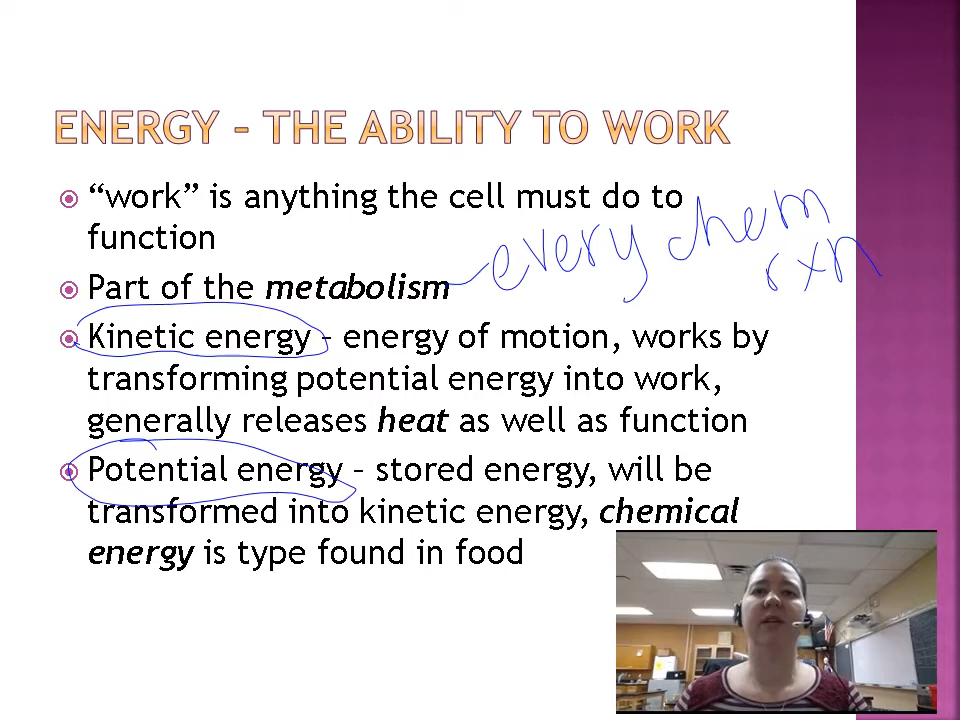 ENERGY – THE ABILITY TO WORK
“work” is anything the cell must do to
function
every chem
rxn
Part of the metabolism
Kinetic energy – energy of motion, works by
transforming potential energy into work,
generally releases heat as well as function
Potential energy – stored energy, will be
transformed into kinetic energy, chemical
energy is type found in food